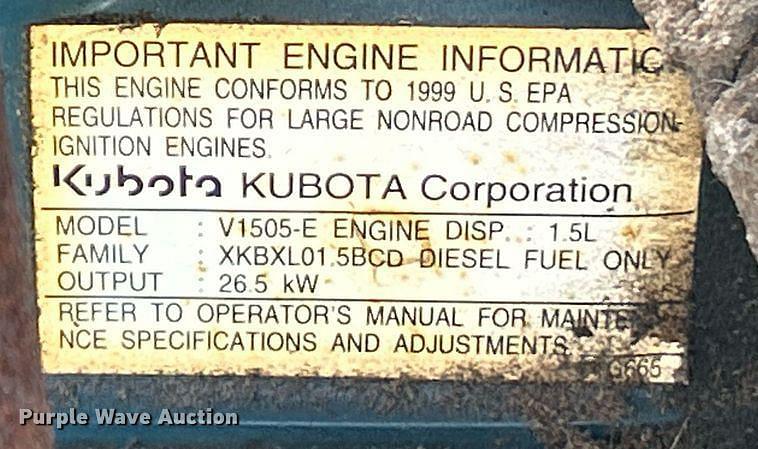 IMPORTANT ENGINE INFORMATIO
THIS ENGINE CONFORMS TO 1999 U.S. EPA
REGULATIONS FOR LARGE NONROAD COMPRESSION-
IGNITION ENGINES.
Kubota KUBOTA Corporation
MODEL : V1505-E ENGINE DISP. : 1.5L
FAMILY : XKBXL01.5BCD DIESEL FUEL ONLY
OUTPUT : 26.5 kW
REFER TO OPERATOR'S MANUAL FOR MAINTE
NCE SPECIFICATIONS AND ADJUSTMENTS
G665
Purple Wave Auction